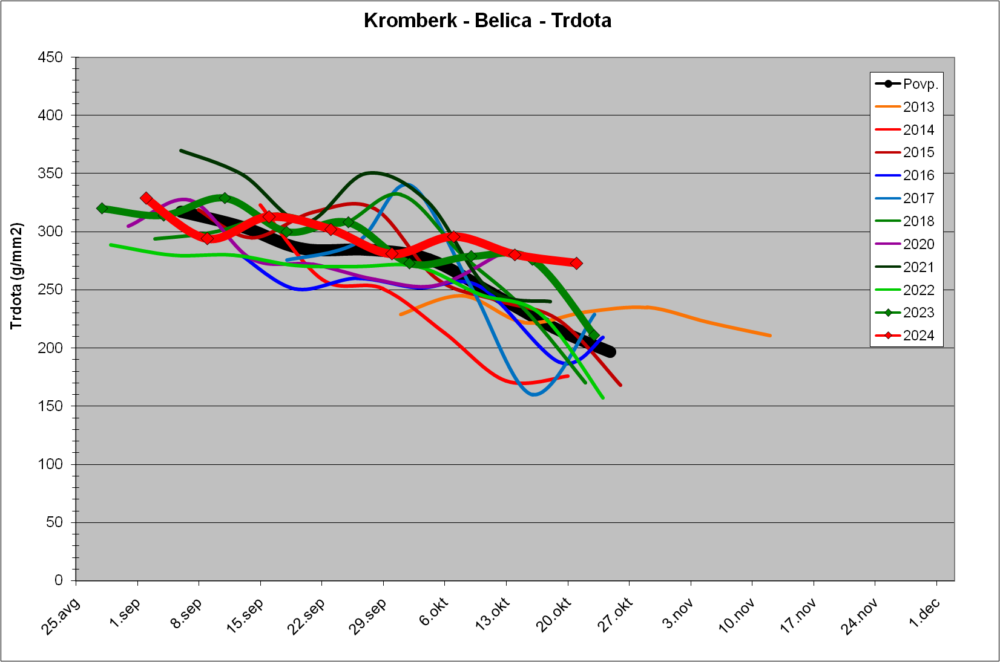 Kromberk - Belica - Trdota
Trdota (g/mm2)
450
400
350
300
250
200
150
100
50
0
25.avg
1.sep
8.sep
15.sep
22.sep
29.sep
6.okt
13.okt
20.okt
27.okt
3.nov
10.nov
17.nov
24.nov
1.dec
Povp.
2013
2014
2015
2016
2017
2018
2020
2021
2022
2023
2024